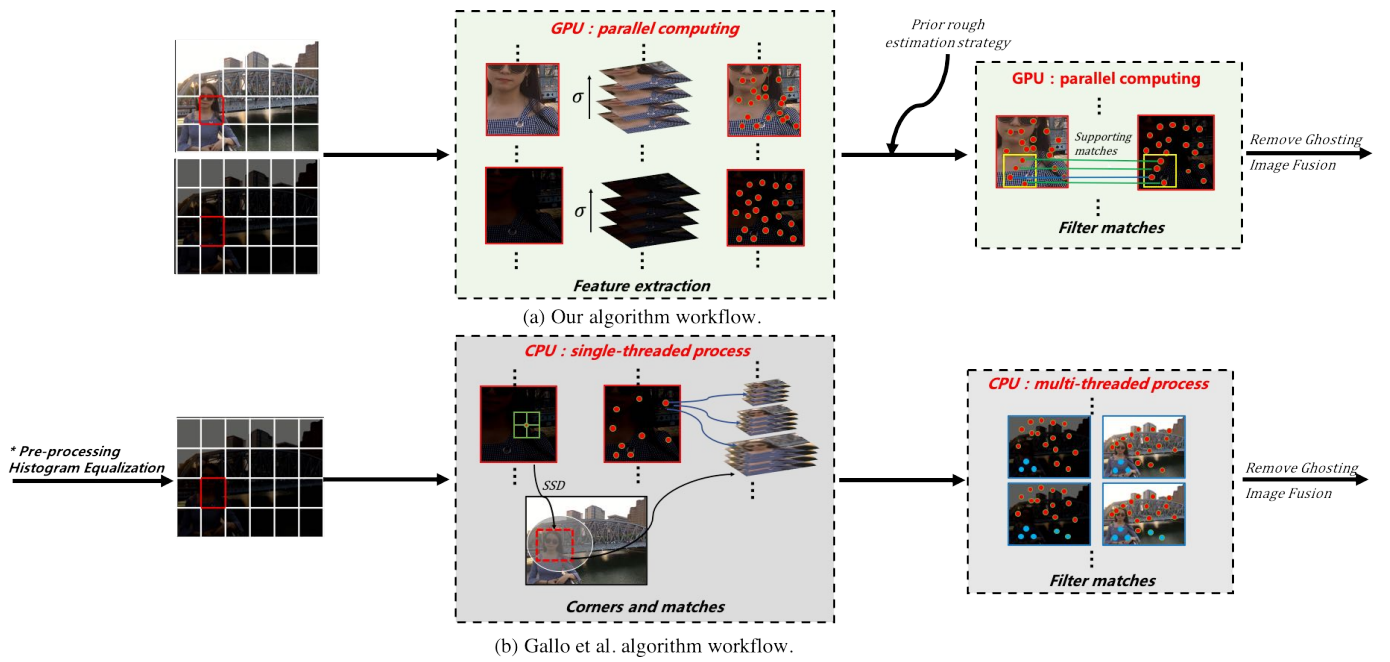 GPU : parallel computing
σ
σ
Feature extraction
Prior rough
estimation strategy
GPU : parallel computing
Supporting
matches
Filter matches
Remove Ghosting
Image Fusion
(a) Our algorithm workflow.
* Pre-processing
Histogram Equalization
CPU : single-threaded process
SSD
Corners and matches
CPU : multi-threaded process
Filter matches
Remove Ghosting
Image Fusion
(b) Gallo et al. algorithm workflow.